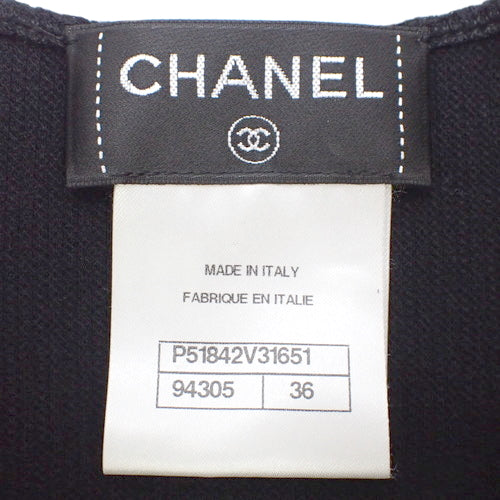 CHANEL
MADE IN ITALY
FABRIQUE EN ITALIE
P51842V31651
94305 36